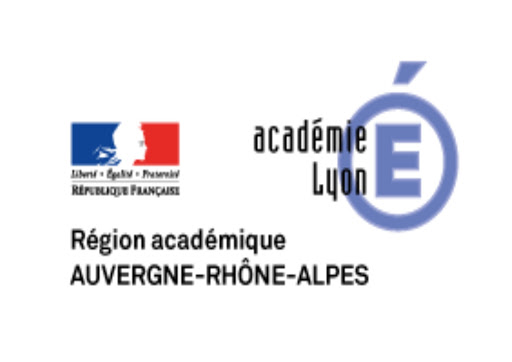 Liberté • Égalité • Fraternité
RÉPUBLIQUE FRANÇAISE
académie
Lyon
É
Région académique
AUVERGNE-RHÔNE-ALPES